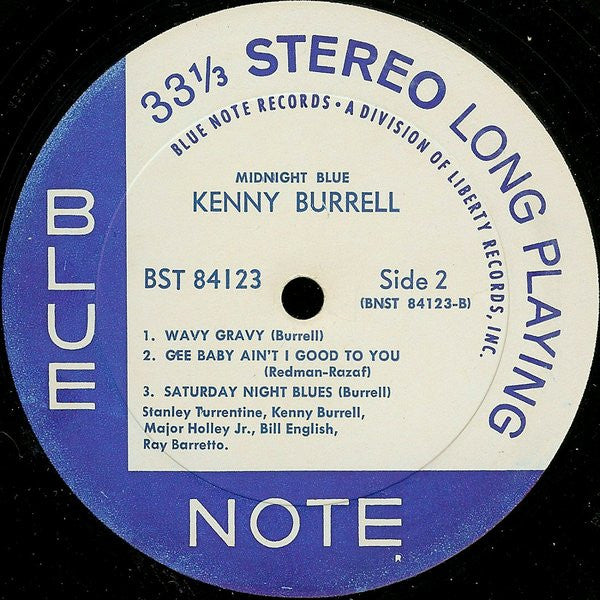 33 1/3 STEREO LONG PLAYING
BLUE NOTE RECORDS • A DIVISION OF LIBERTY RECORDS, INC.
MIDNIGHT BLUE
KENNY BURRELL
BST 84123
Side 2
(BNST 84123-B)
1. WAVY GRAVY (Burrell)
2. GEE BABY AIN'T I GOOD TO YOU
(Redman-Razaf)
3. SATURDAY NIGHT BLUES (Burrell)
Stanley Turrentine, Kenny Burrell,
Major Holley Jr., Bill English,
Ray Barretto.
BLUE
NOTE
R